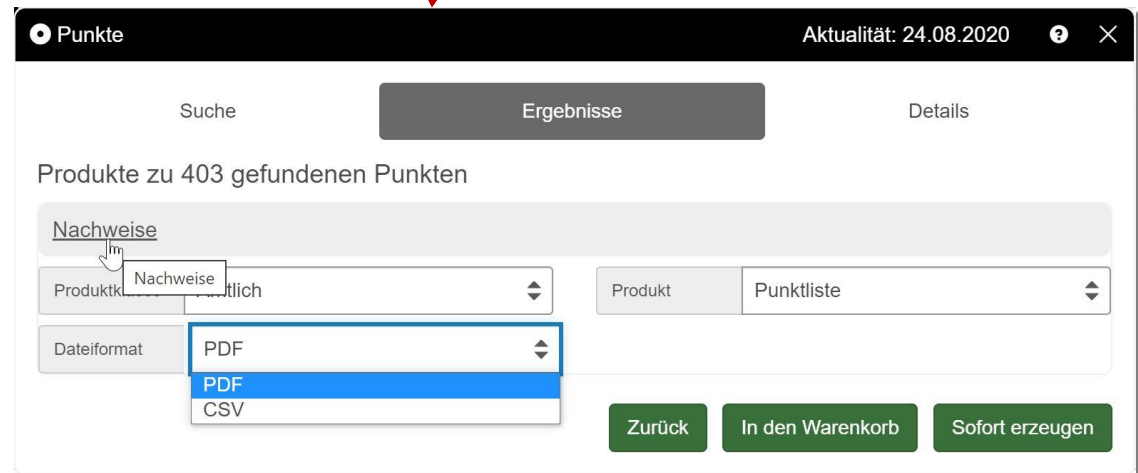 Punkte Aktualität: 24.08.2020
Suche Ergebnisse Details
Produkte zu 403 gefundenen Punkten
Nachweise
Nachweise
Produkt Punktliste
Dateiformat PDF
PDF
CSV
Zurück In den Warenkorb Sofort erzeugen